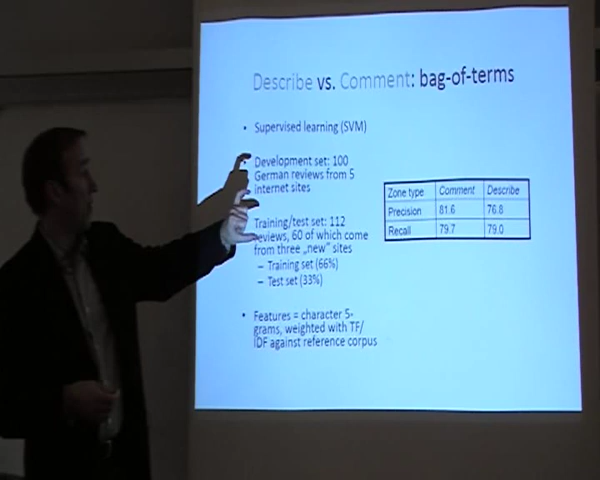 Describe vs. Comment: bag-of-terms
• Supervised learning (SVM)
Development set: 100
German reviews from 5
internet sites
Training/test set: 112
reviews, 60 of which come
from three „new" sites
– Training set (66%)
– Test set (33%)
• Features = character 5-
grams, weighted with TF/
IDF against reference corpus
Zone type Comment Describe
Precision 81.6 76.8
Recall 79.7 79.0